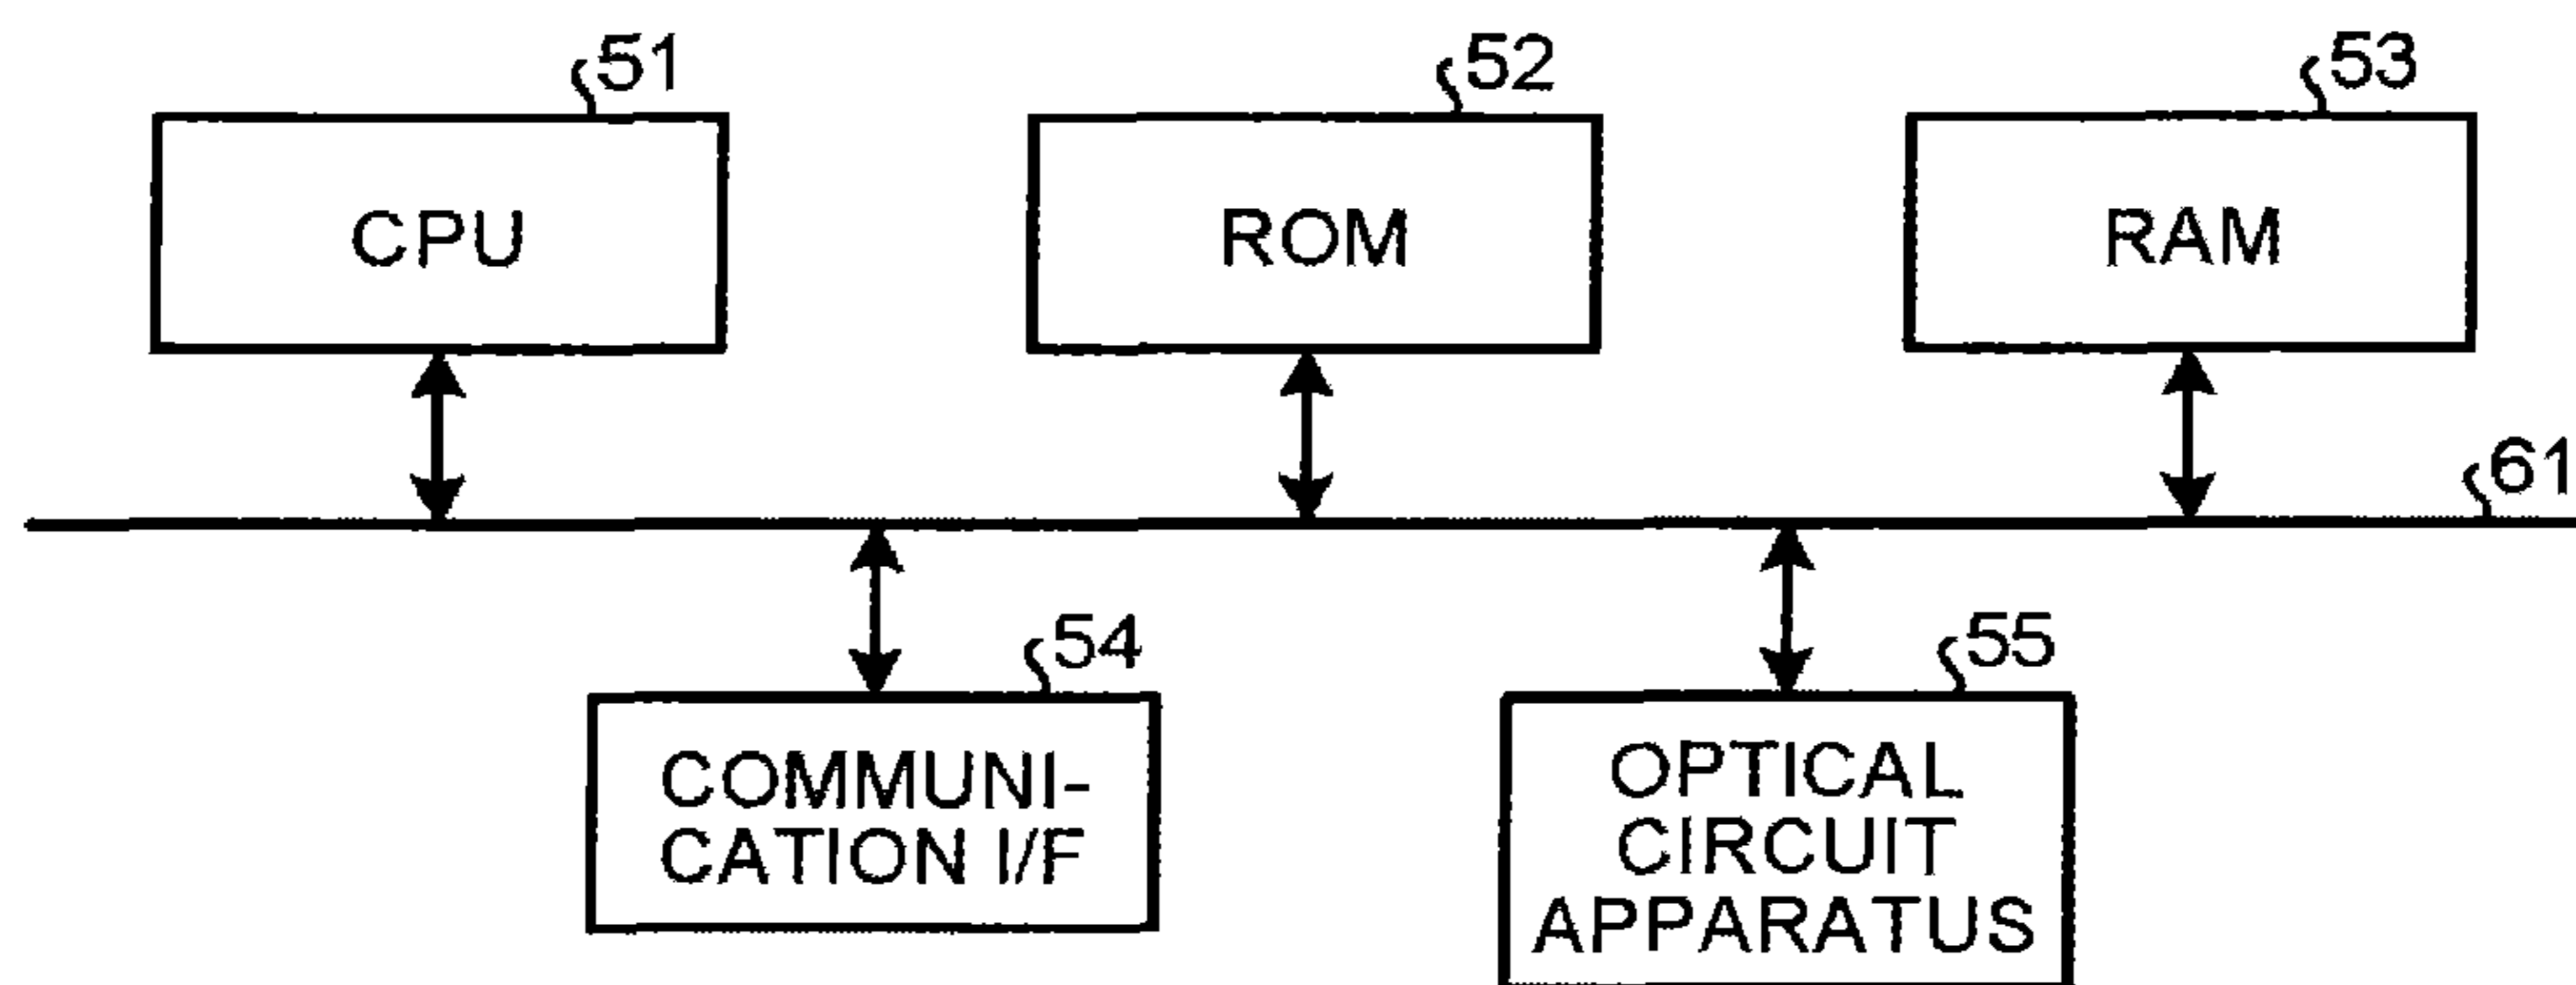 51
52
53
CPU
ROM
RAM
61
54
55
COMMUNI-
CATION I/F
OPTICAL
CIRCUIT
APPARATUS